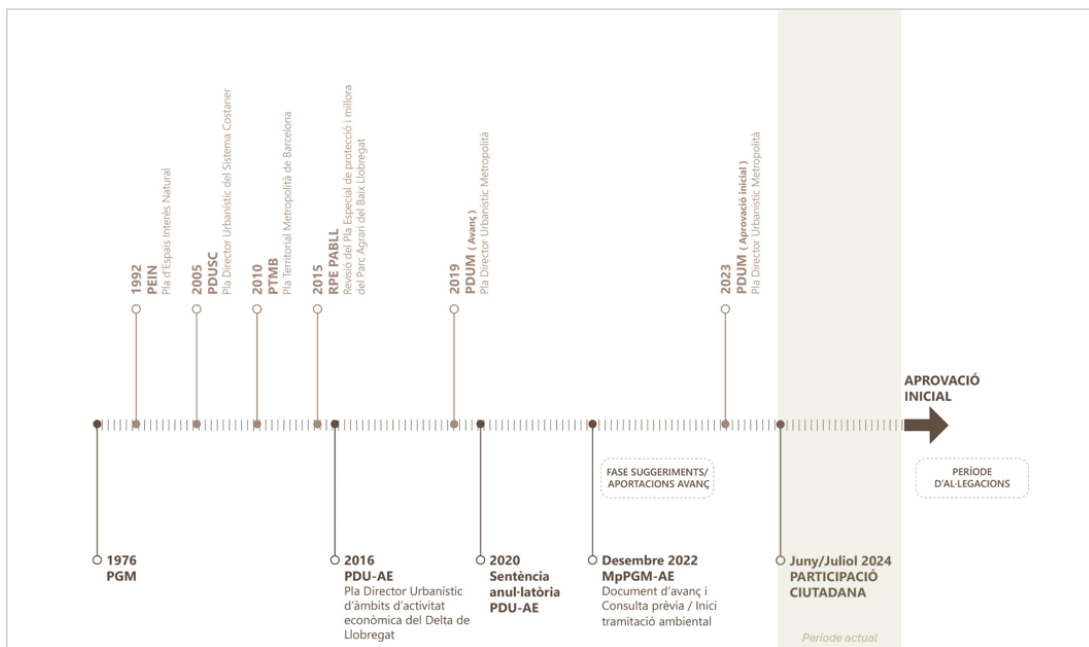 1992
PEIN
Pla d'Espais Interès Natural
2005
PDUSC
Pla Director Urbanístic del Sistema Costaner
2010
PTMB
Pla Territorial Metropolità de Barcelona
2015
RPE PABLL
Revisió del Pla Especial de protecció i millora
del Parc Agrari del Baix Llobregat
2019
PDUM ( Avanç )
Pla Director Urbanístic Metropolità
2023
PDUM ( Aprovació inicial )
Pla Director Urbanístic Metropolità
APROVACIÓ
INICIAL
FASE SUGGERIMENTS/
APORTACIONS AVANÇ
PERÍODE
D'AL·LEGACIONS
1976
PGM
2016
PDU-AE
Pla Director Urbanístic
d'àmbits d'activitat
econòmica del Delta de
Llobregat
2020
Sentència
anul·latòria
PDU-AE
Desembre 2022
MpPGM-AE
Document d'avanç i
Consulta prèvia / Inici
tramitació ambiental
Juny/Juliol 2024
PARTICIPACIÓ
CIUTADANA
Període actual